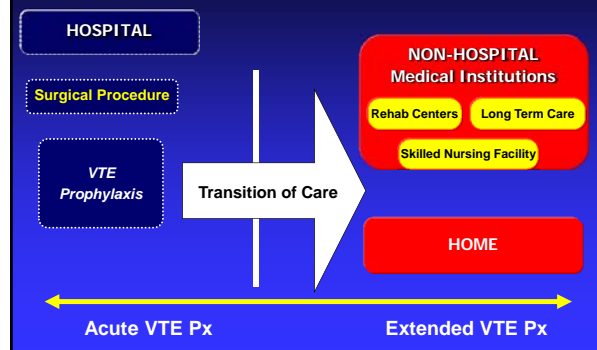 HOSPITAL
Surgical Procedure
VTE
Prophylaxis
Transition of Care
NON-HOSPITAL
Medical Institutions
Rehab Centers
Long Term Care
Skilled Nursing Facility
HOME
Acute VTE Px
Extended VTE Px